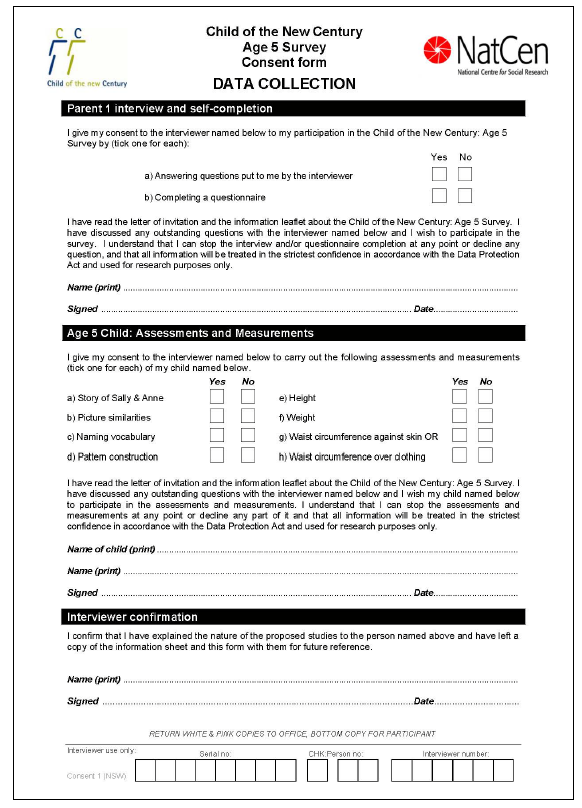 C C
Child of the new Century
Child of the New Century
Age 5 Survey
Consent form
DATA COLLECTION
NatCen
National Centre for Social Research
Parent 1 interview and self-completion
I give my consent to the interviewer named below to my participation in the Child of the New Century: Age 5
Survey by (tick one for each):
Yes No
a) Answering questions put to me by the interviewer
b) Completing a questionnaire
I have read the letter of invitation and the information leaflet about the Child of the New Century: Age 5 Survey. I
have discussed any outstanding questions with the interviewer named below and I wish to participate in the
survey. I understand that I can stop the interview and/or questionnaire completion at any point or decline any
question, and that all information will be treated in the strictest confidence in accordance with the Data Protection
Act and used for research purposes only.
Name (print)
Signed Date
Age 5 Child: Assessments and Measurements
I give my consent to the interviewer named below to carry out the following assessments and measurements
(tick one for each) of my child named below.
Yes No Yes No
a) Story of Sally & Anne e) Height
b) Picture similarities f) Weight
c) Naming vocabulary g) Waist circumference against skin OR
d) Pattern construction h) Waist circumference over clothing
I have read the letter of invitation and the information leaflet about the Child of the New Century: Age 5 Survey. I
have discussed any outstanding questions with the interviewer named below and I wish my child named below
to participate in the assessments and measurements. I understand that I can stop the assessments and
measurements at any point or decline any part of it and that all information will be treated in the strictest
confidence in accordance with the Data Protection Act and used for research purposes only.
Name of child (print)
Name (print)
Signed Date
Interviewer confirmation
I confirm that I have explained the nature of the proposed studies to the person named above and have left a
copy of the information sheet and this form with them for future reference.
Name (print)
Signed Date
RETURN WHITE & PINK COPIES TO OFFICE, BOTTOM COPY FOR PARTICIPANT
Interviewer use only: Serial no: CHK: Person no: Interviewer number:
Consent 1 (NSW)